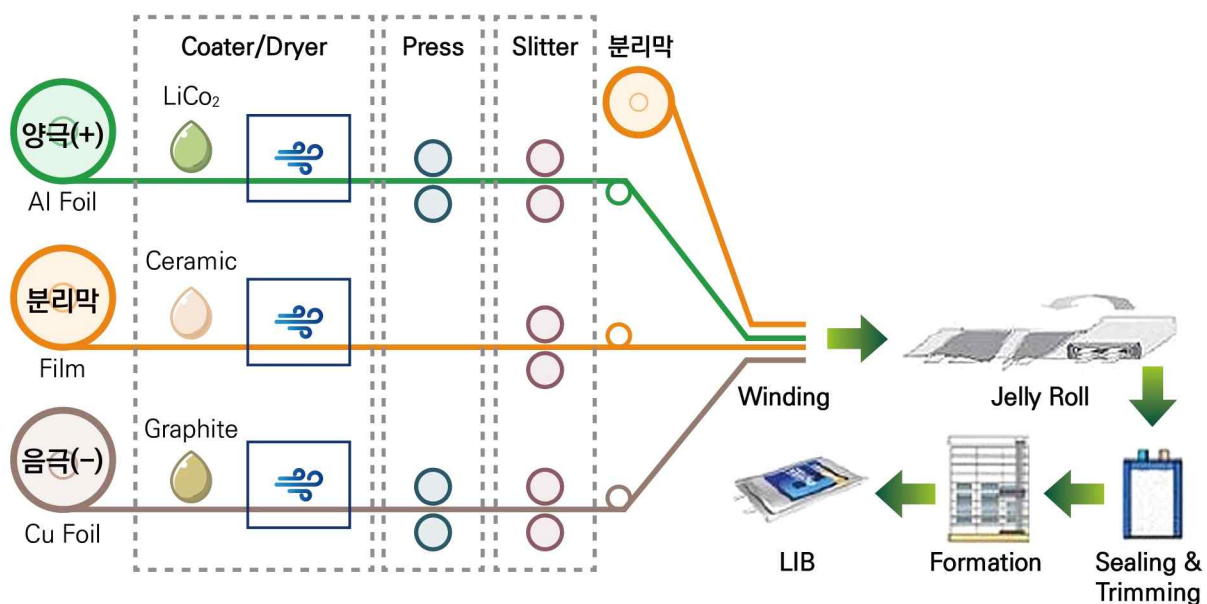 Coater/Dryer
Press
Slitter
분리막
양극(+)
Al Foil
LiCo₂
분리막
Film
Ceramic
음극(-)
Cu Foil
Graphite
Winding
Jelly Roll
LIB
Formation
Sealing &
Trimming